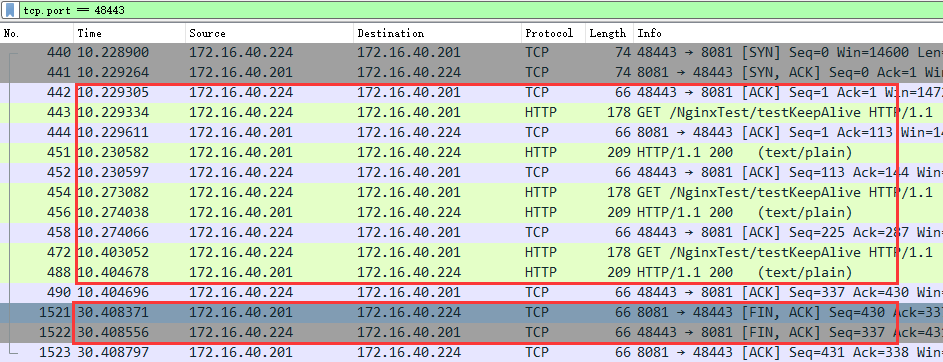 tcp.port == 48443
No. Time Source Destination Protocol Length Info
440 10.228900 172.16.40.224 172.16.40.201 TCP 74 48443 → 8081 [SYN] Seq=0 Win=14600 Len
441 10.229264 172.16.40.201 172.16.40.224 TCP 74 8081 → 48443 [SYN, ACK] Seq=0 Ack=1 Wi
442 10.229305 172.16.40.224 172.16.40.201 TCP 66 48443 → 8081 [ACK] Seq=1 Ack=1 Win=147
443 10.229334 172.16.40.224 172.16.40.201 HTTP 178 GET /NginxTest/testKeepAlive HTTP/1.1
444 10.229611 172.16.40.201 172.16.40.224 TCP 66 8081 → 48443 [ACK] Seq=1 Ack=113 Win=1
451 10.230582 172.16.40.201 172.16.40.224 HTTP 209 HTTP/1.1 200 (text/plain)
452 10.230597 172.16.40.224 172.16.40.201 TCP 66 48443 → 8081 [ACK] Seq=113 Ack=144 Win
454 10.273082 172.16.40.224 172.16.40.201 HTTP 178 GET /NginxTest/testKeepAlive HTTP/1.1
456 10.274038 172.16.40.201 172.16.40.224 HTTP 209 HTTP/1.1 200 (text/plain)
458 10.274066 172.16.40.224 172.16.40.201 TCP 66 48443 → 8081 [ACK] Seq=225 Ack=287 Win
472 10.403052 172.16.40.224 172.16.40.201 HTTP 178 GET /NginxTest/testKeepAlive HTTP/1.1
488 10.404678 172.16.40.201 172.16.40.224 HTTP 209 HTTP/1.1 200 (text/plain)
490 10.404696 172.16.40.224 172.16.40.201 TCP 66 48443 → 8081 [ACK] Seq=337 Ack=430 Win=
1521 30.408371 172.16.40.201 172.16.40.224 TCP 66 8081 → 48443 [FIN, ACK] Seq=430 Ack=337
1522 30.408556 172.16.40.224 172.16.40.201 TCP 66 48443 → 8081 [FIN, ACK] Seq=337 Ack=43
1523 30.408797 172.16.40.201 172.16.40.224 TCP 66 8081 → 48443 [ACK] Seq=431 Ack=338 Win=